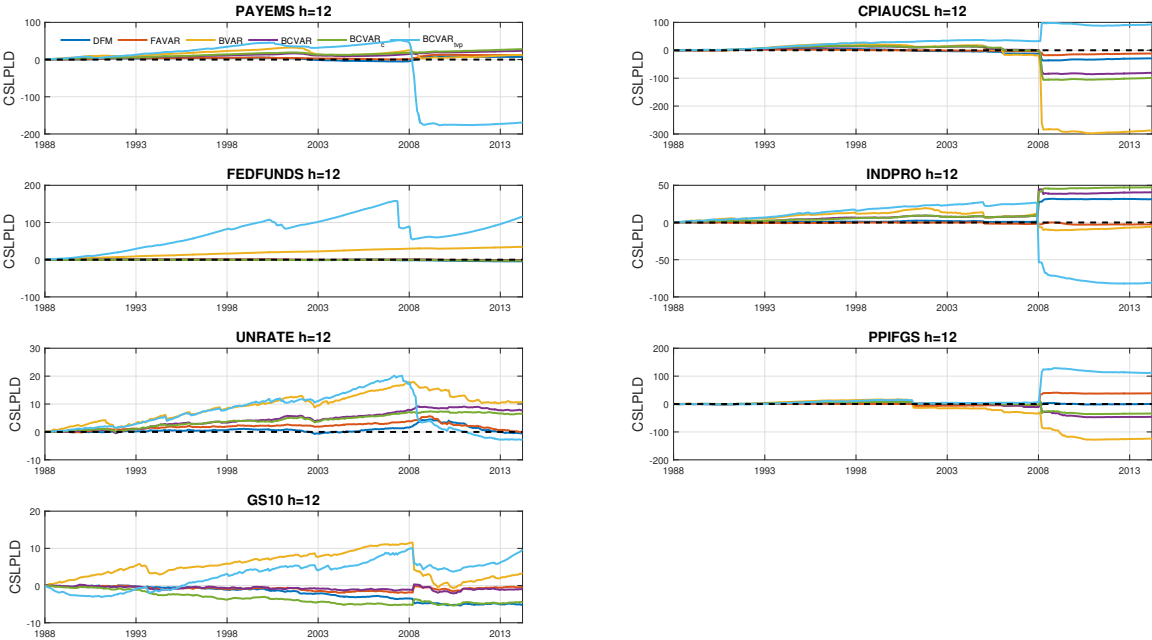 PAYEMS h=12
CSLPLD
100
0
-100
-200
DFM FAVAR BVAR BCVAR BCVAR_c BCVAR_tvp
1988 1993 1998 2003 2008 2013
CPIAUCSL h=12
CSLPLD
100
0
-100
-200
-300
1988 1993 1998 2003 2008 2013
FEDFUNDS h=12
CSLPLD
200
100
0
-100
1988 1993 1998 2003 2008 2013
INDPRO h=12
CSLPLD
50
0
-50
-100
1988 1993 1998 2003 2008 2013
UNRATE h=12
CSLPLD
30
20
10
0
-10
1988 1993 1998 2003 2008 2013
PPIFGS h=12
CSLPLD
200
100
0
-100
-200
1988 1993 1998 2003 2008 2013
GS10 h=12
CSLPLD
20
10
0
-10
1988 1993 1998 2003 2008 2013